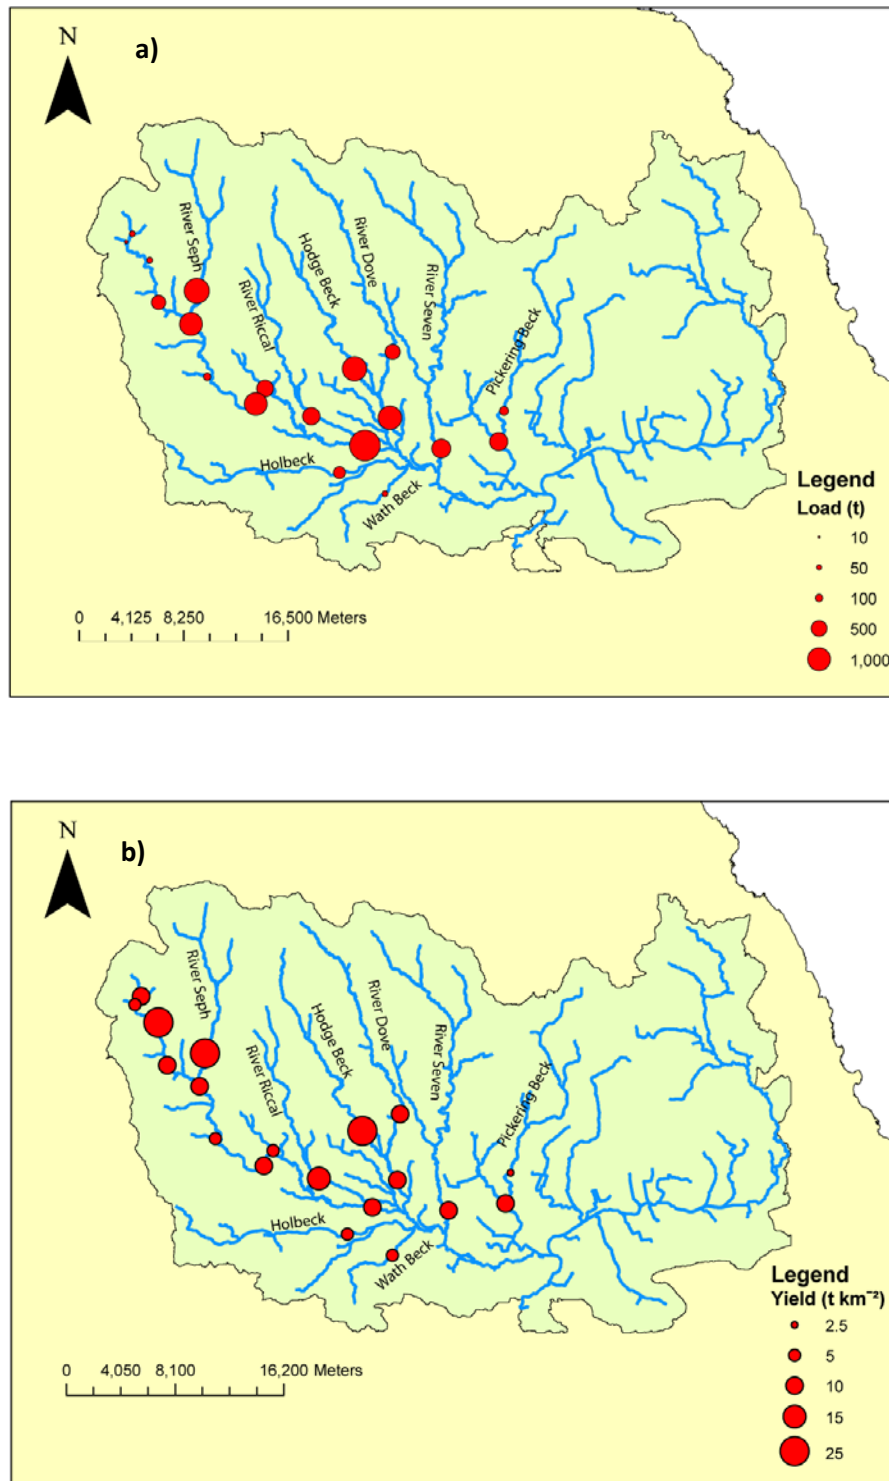 N
a)
River Seph
River Riccal
Hodge Beck
River Dove
River Seven
Pickering Beck
Holbeck
Wath Beck
Legend
Load (t)
10
50
100
500
1,000
0 4,125 8,250 16,500 Meters
N
b)
River Seph
River Riccal
Hodge Beck
River Dove
River Seven
Pickering Beck
Holbeck
Wath Beck
Legend
Yield (t km⁻²)
2.5
5
10
15
25
0 4,050 8,100 16,200 Meters